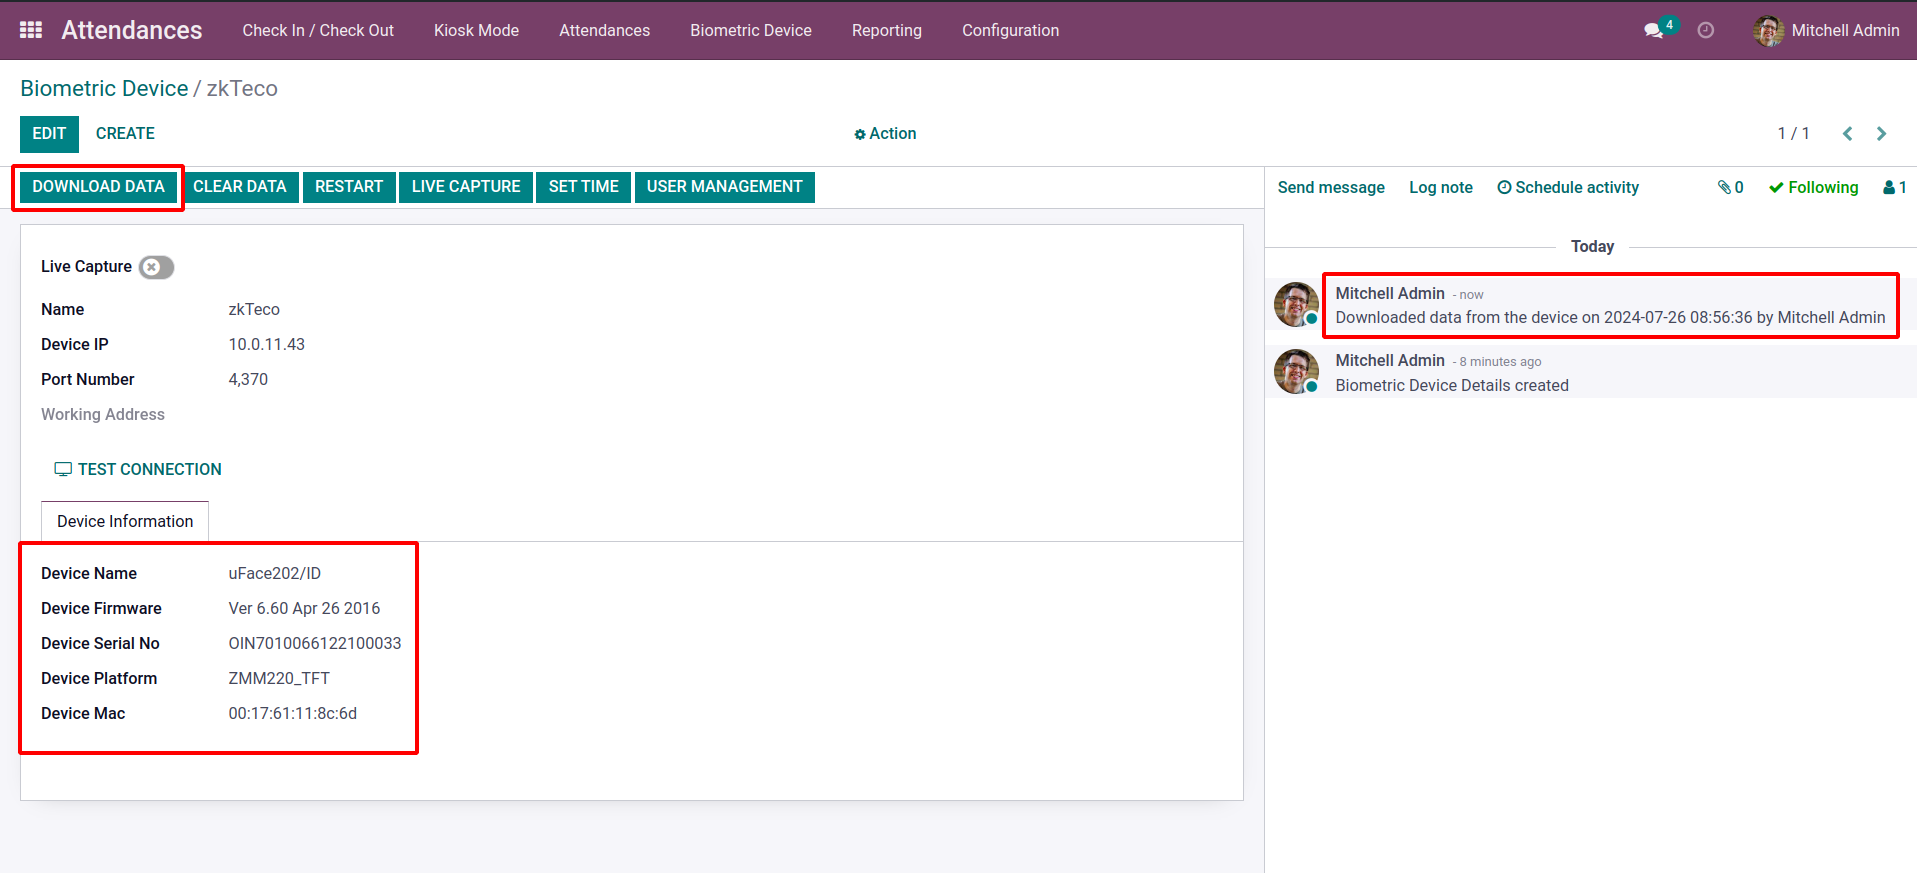 Attendances Check In / Check Out Kiosk Mode Attendances Biometric Device Reporting Configuration 4 Mitchell Admin
Biometric Device / zkTeco
EDIT CREATE Action 1 / 1
DOWNLOAD DATA CLEAR DATA RESTART LIVE CAPTURE SET TIME USER MANAGEMENT
Live Capture
Name zkTeco
Device IP 10.0.11.43
Port Number 4,370
Working Address
TEST CONNECTION
Device Information
Device Name uFace202/ID
Device Firmware Ver 6.60 Apr 26 2016
Device Serial No OIN7010066122100033
Device Platform ZMM220_TFT
Device Mac 00:17:61:11:8c:6d
Send message Log note Schedule activity 0 Following 1
Today
Mitchell Admin - now
Downloaded data from the device on 2024-07-26 08:56:36 by Mitchell Admin
Mitchell Admin - 8 minutes ago
Biometric Device Details created